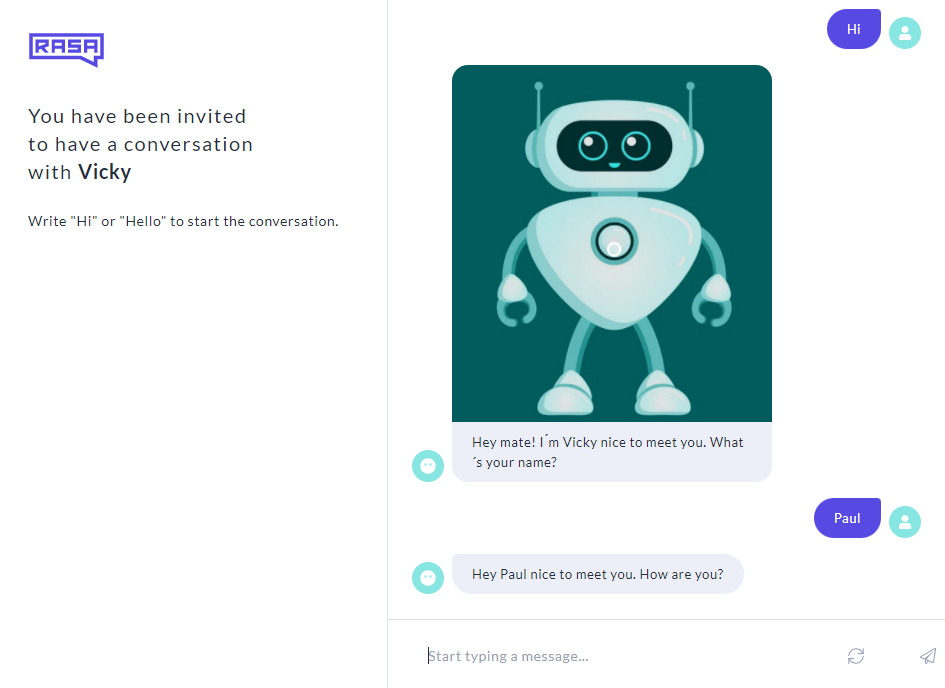 RASA
You have been invited
to have a conversation
with Vicky
Write "Hi" or "Hello" to start the conversation.
Hi
Hey mate! I´m Vicky nice to meet you. What
´s your name?
Paul
Hey Paul nice to meet you. How are you?
Start typing a message...